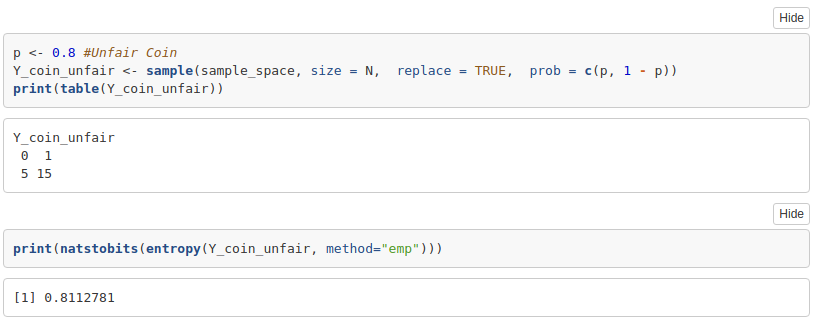 Hide
p <- 0.8 #Unfair Coin
Y_coin_unfair <- sample(sample_space, size = N,  replace = TRUE,  prob = c(p, 1 - p))
print(table(Y_coin_unfair))
Y_coin_unfair
 0  1
 5 15
Hide
print(natstobits(entropy(Y_coin_unfair, method="emp")))
[1] 0.8112781